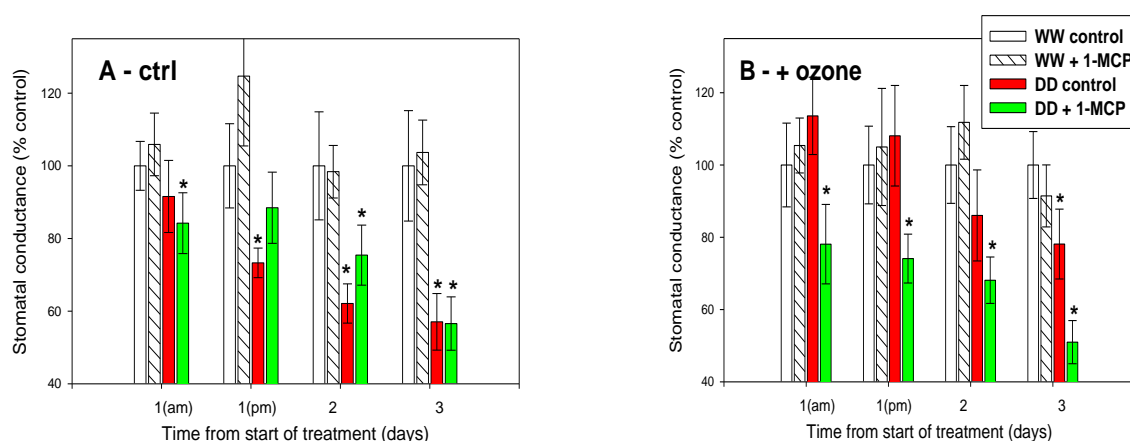 A - ctrl
Stomatal conductance (% control)
120
100
80
60
40
*
*
*
*
*
*
1(am)
1(pm)
2
3
Time from start of treatment (days)
B - + ozone
WW control
WW + 1-MCP
DD control
DD + 1-MCP
Stomatal conductance (% control)
120
100
80
60
40
*
*
*
*
*
1(am)
1(pm)
2
3
Time from start of treatment (days)